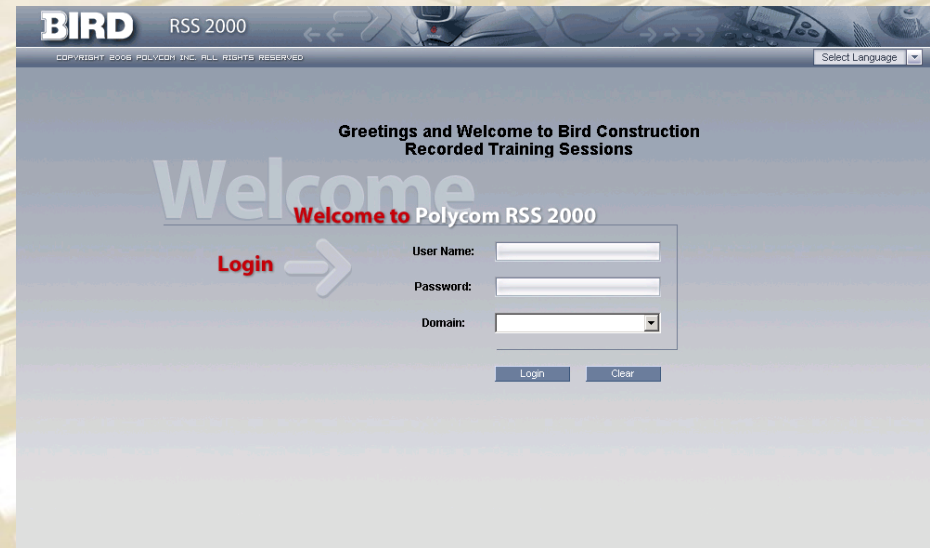 BIRD RSS 2000
COPYRIGHT 2005 POLYCOM INC. ALL RIGHTS RESERVED
Select Language
Greetings and Welcome to Bird Construction
Recorded Training Sessions
Welcome
Welcome to Polycom RSS 2000
Login
User Name:
Password:
Domain:
Login Clear